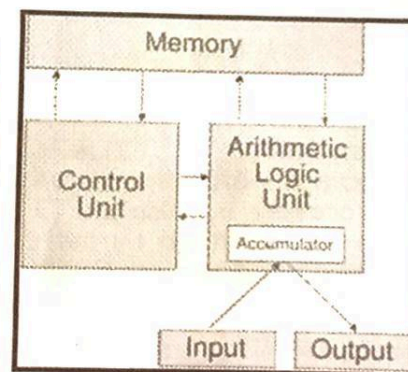 Memory
Control
Unit
Arithmetic
Logic
Unit
Accumulator
Input
Output